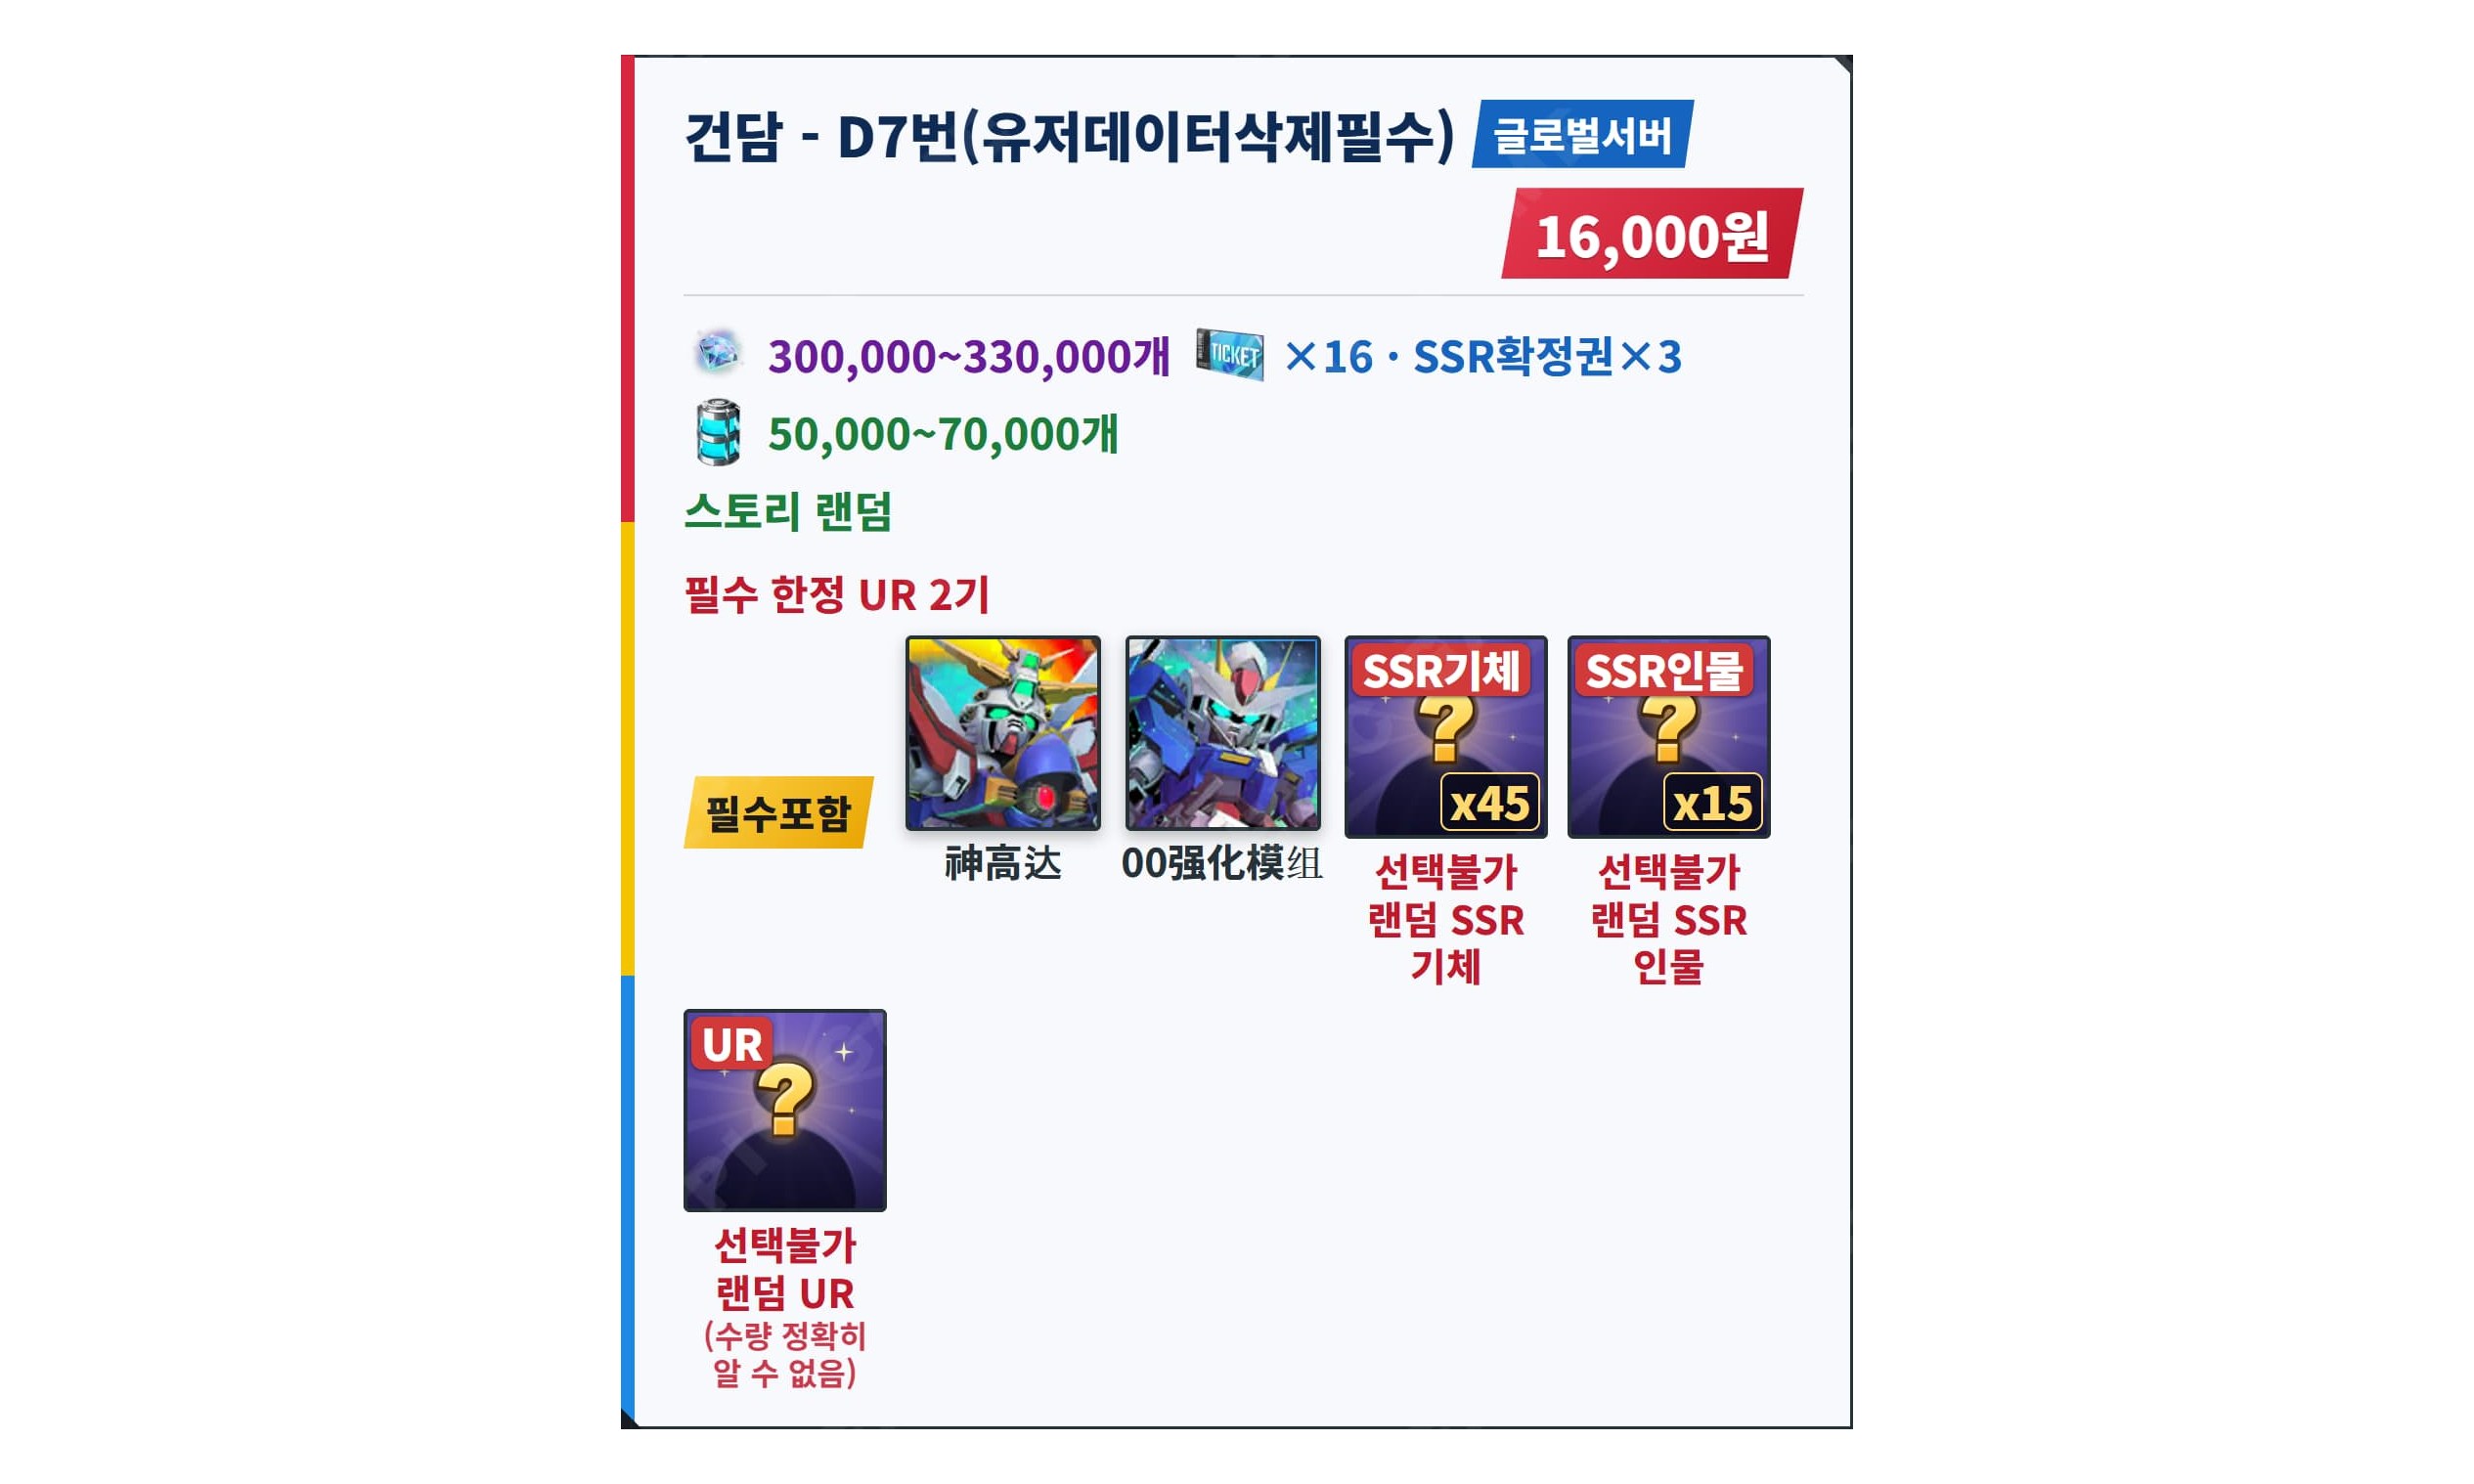 건담 - D7번(유저데이터삭제필수) 글로벌서버
16,000원
300,000~330,000개 TICKET ×16 · SSR확정권×3
50,000~70,000개
스토리 랜덤
필수 한정 UR 2기
필수포함
神高达
00强化模组
SSR기체
?
x45
선택불가
랜덤 SSR
기체
SSR인물
?
x15
선택불가
랜덤 SSR
인물
UR
?
선택불가
랜덤 UR
(수량 정확히
알 수 없음)